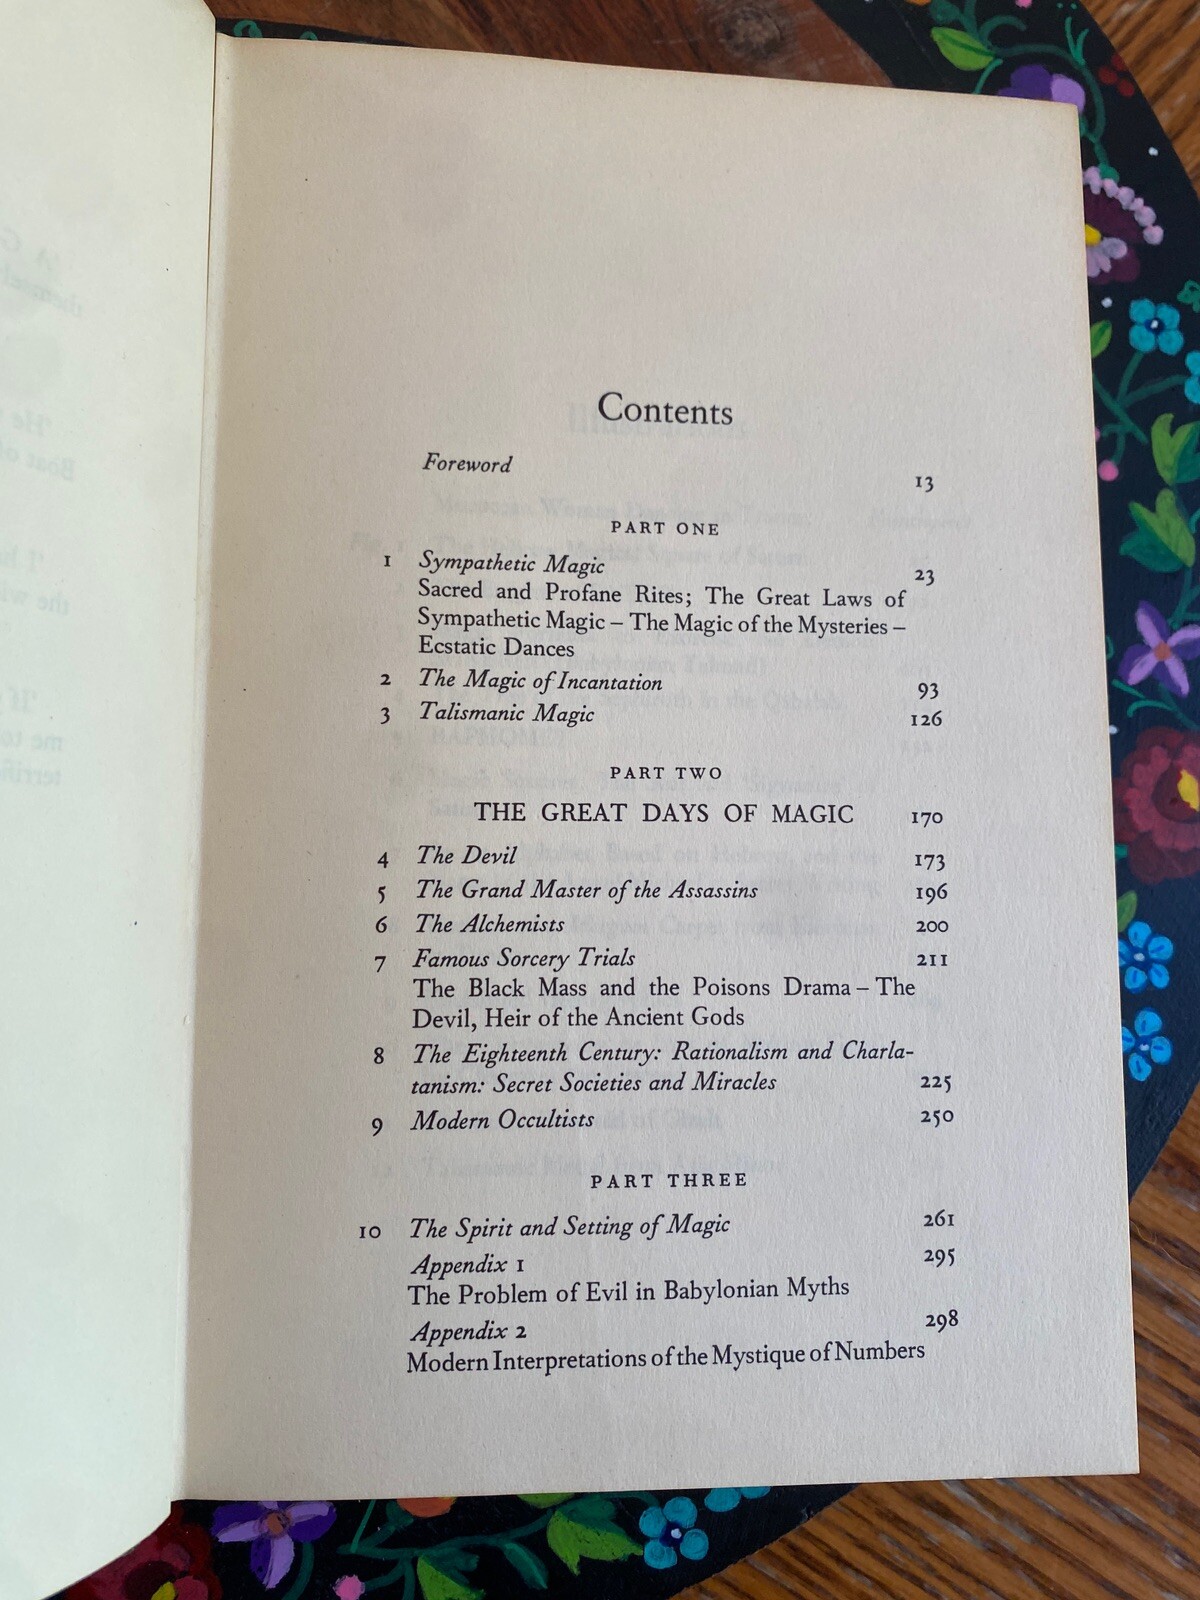 Contents
Foreword 13
PART ONE
1 Sympathetic Magic 23
Sacred and Profane Rites; The Great Laws of
Sympathetic Magic – The Magic of the Mysteries –
Ecstatic Dances
2 The Magic of Incantation 93
3 Talismanic Magic 126
PART TWO
THE GREAT DAYS OF MAGIC 170
4 The Devil 173
5 The Grand Master of the Assassins 196
6 The Alchemists 200
7 Famous Sorcery Trials 211
The Black Mass and the Poisons Drama – The
Devil, Heir of the Ancient Gods
8 The Eighteenth Century: Rationalism and Charla-
tanism: Secret Societies and Miracles 225
9 Modern Occultists 250
PART THREE
10 The Spirit and Setting of Magic 261
Appendix 1 295
The Problem of Evil in Babylonian Myths
Appendix 2 298
Modern Interpretations of the Mystique of Numbers